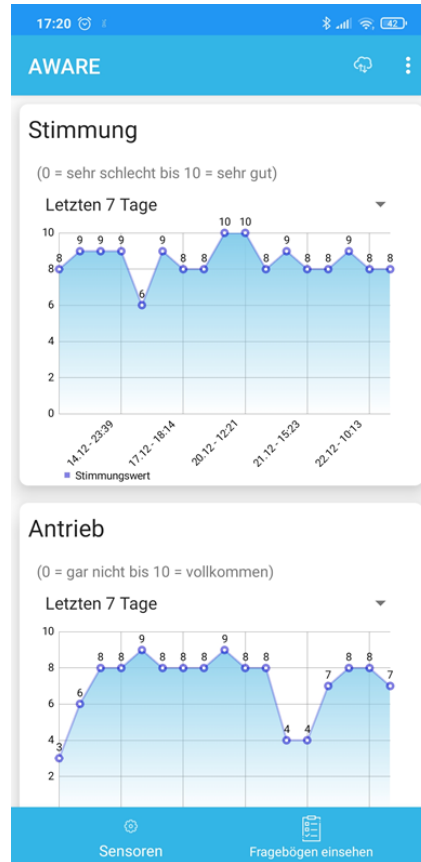 17:20 42
AWARE
Stimmung
(0 = sehr schlecht bis 10 = sehr gut)
Letzten 7 Tage
10 10
10 9 9 9 9 9 9
8 8 8 8 8 8 8 8 8
6 6
4
2
0
14.12 - 23:39 17.12 - 18:14 20.12 - 12:21 21.12 - 15:23 22.12 - 10:13
Stimmungswert
Antrieb
(0 = gar nicht bis 10 = vollkommen)
Letzten 7 Tage
10 9 9
8 8 8 8 8 8 8 8 8 8
7 7
6 6
4 4 4
3
2
Sensoren Fragebögen einsehen